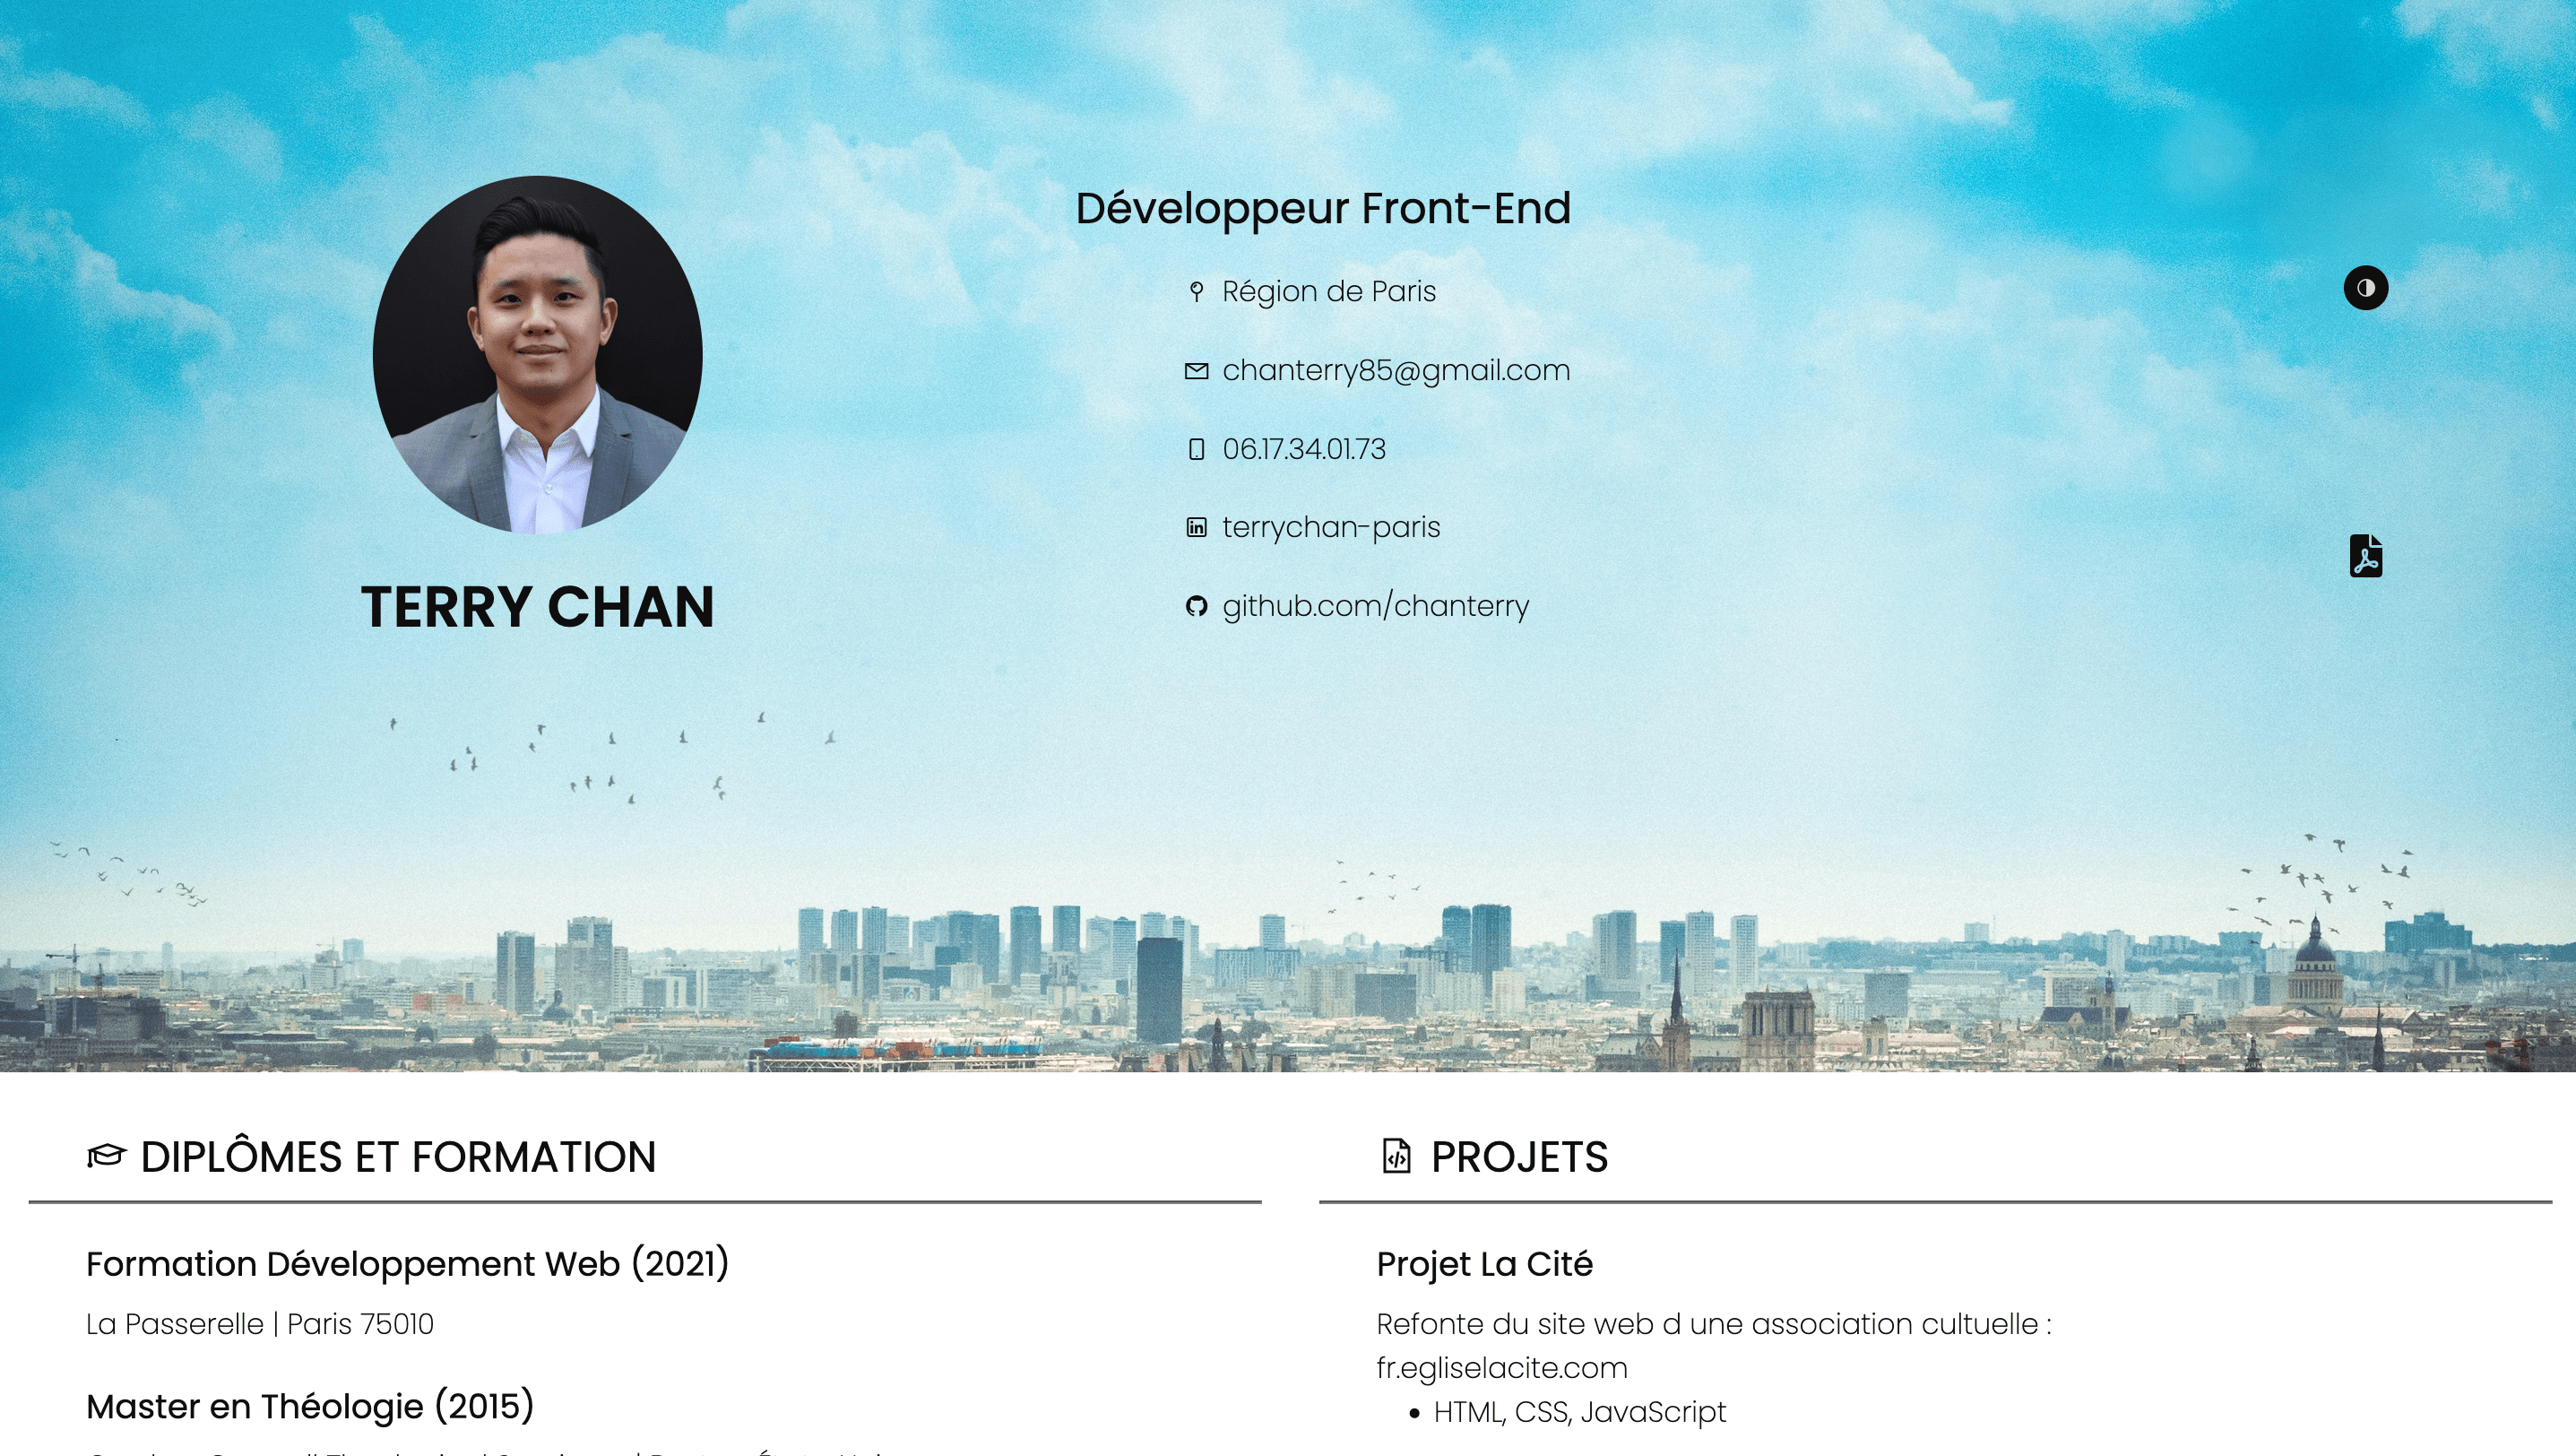 Développeur Front-End
Région de Paris
chanterry85@gmail.com
06.17.34.01.73
terrychan-paris
github.com/chanterry
TERRY CHAN
DIPLÔMES ET FORMATION
Formation Développement Web (2021)
La Passerelle | Paris 75010
Master en Théologie (2015)
PROJETS
Projet La Cité
Refonte du site web d une association cultuelle :
fr.egliselacite.com
• HTML, CSS, JavaScript